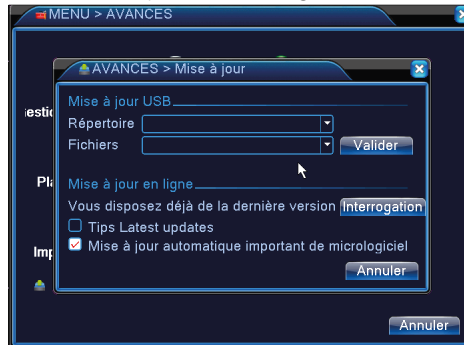 MENU > AVANCES
AVANCES > Mise à jour
Mise à jour USB
Répertoire
Fichiers
Valider
Mise à jour en ligne
Vous disposez déjà de la dernière version
Interrogation
Tips Latest updates
Mise à jour automatique important de micrologiciel
Annuler
Annuler